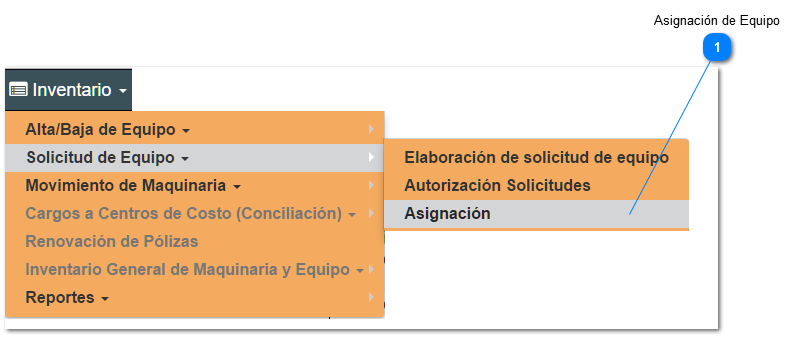 Asignación de Equipo
1
Inventario
Alta/Baja de Equipo
Solicitud de Equipo
Movimiento de Maquinaria
Cargos a Centros de Costo (Conciliación)
Renovación de Pólizas
Inventario General de Maquinaria y Equipo
Reportes
Elaboración de solicitud de equipo
Autorización Solicitudes
Asignación